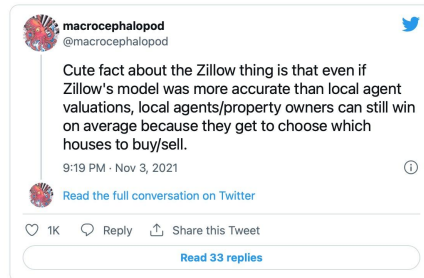 macrocephalopod
@macrocephalopod
Cute fact about the Zillow thing is that even if
Zillow's model was more accurate than local agent
valuations, local agents/property owners can still win
on average because they get to choose which
houses to buy/sell.
9:19 PM · Nov 3, 2021
Read the full conversation on Twitter
1K Reply Share this Tweet
Read 33 replies